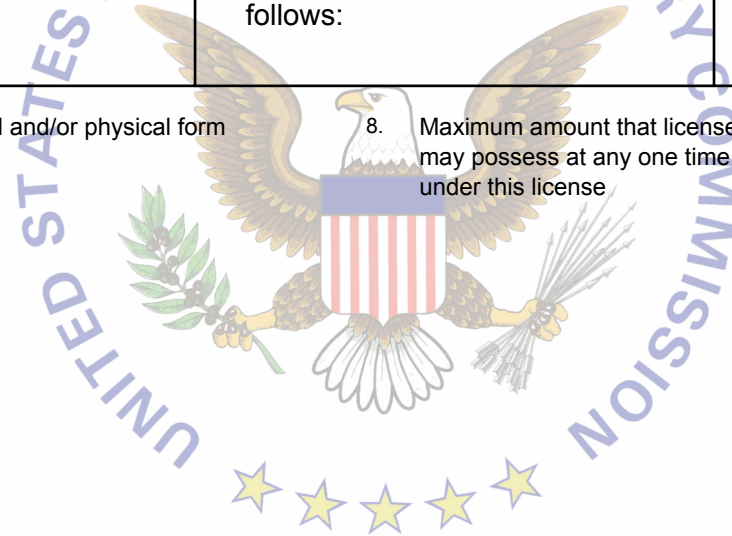 follows:
and/or physical form
8. Maximum amount that
may possess at any one time
under this license
UNITED STATES
COMMISSION